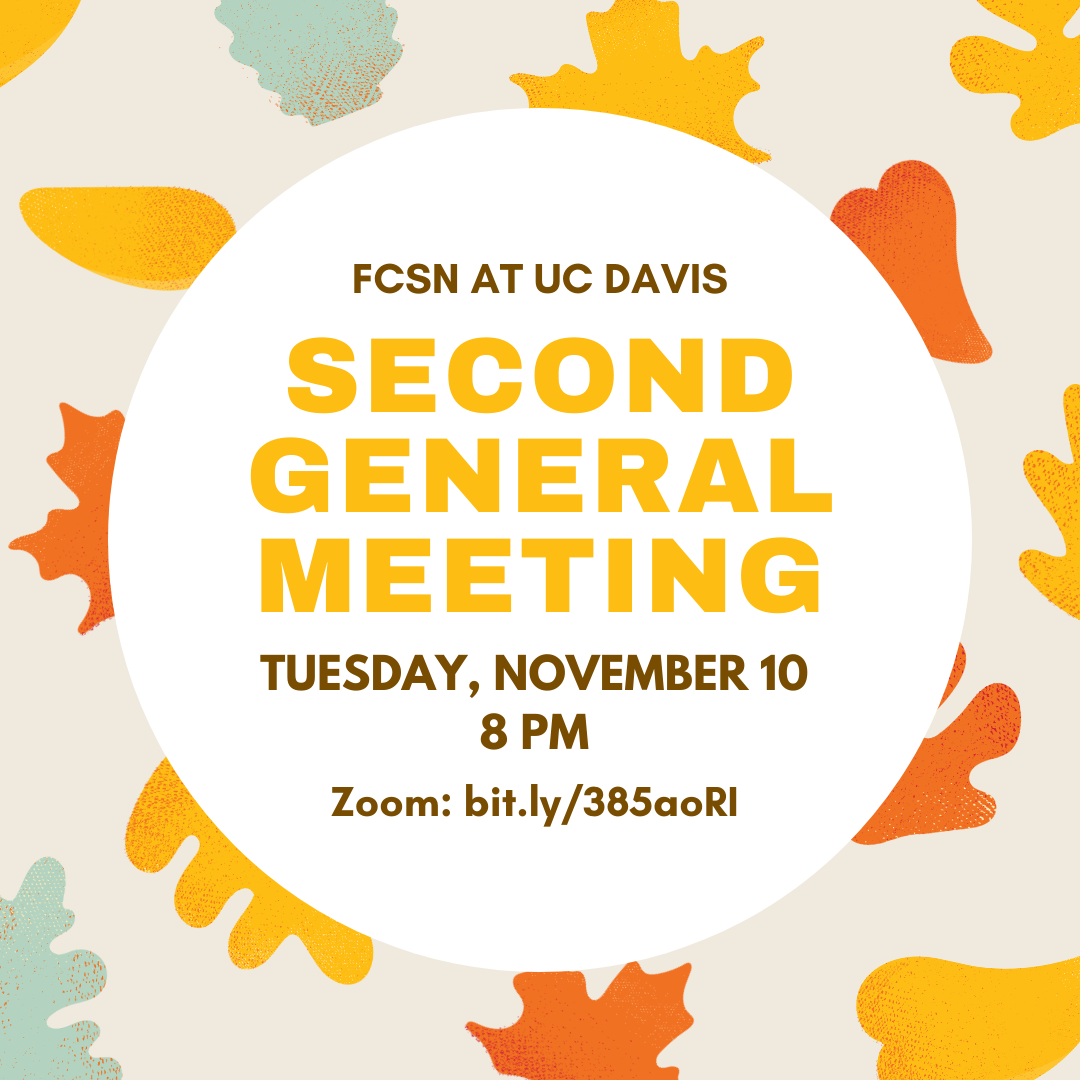 FCSN AT UC DAVIS
SECOND
GENERAL
MEETING
TUESDAY, NOVEMBER 10
8 PM
Zoom: bit.ly/385aoRI